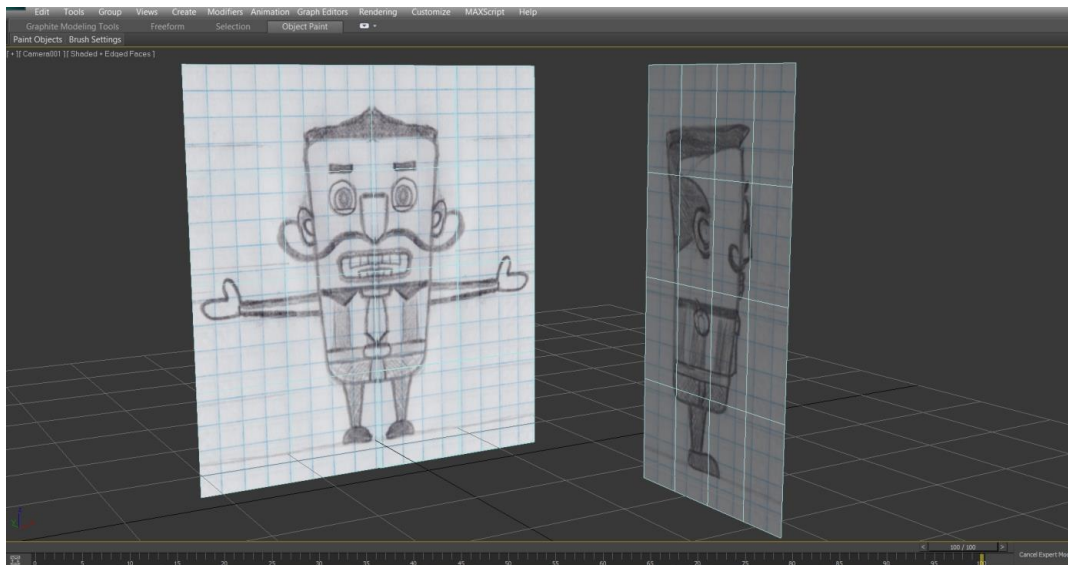 Edit Tools Group Views Create Modifiers Animation Graph Editors Rendering Customize MAXScript Help
Graphite Modeling Tools Freeform Selection Object Paint
Paint Objects Brush Settings
[ + ][ Camera001 ][ Shaded + Edged Faces ]
< 100 / 100 >
Cancel Expert Mo
0 5 10 15 20 25 30 35 40 45 50 55 60 65 70 75 80 85 90 95